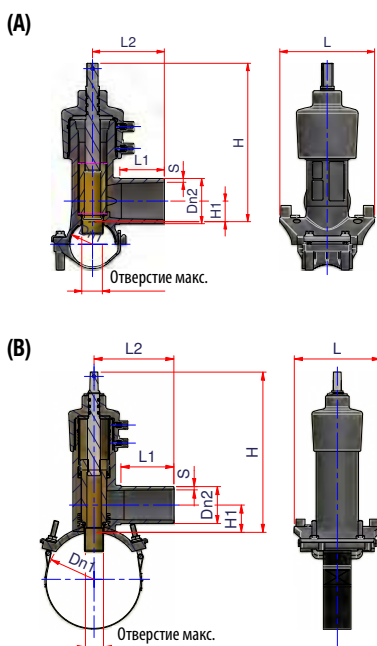 (A)
L2
L
H
L1
S
Dn2
H1
Отверстие макс.
(B)
L2
L
H
L1
S
Dn2
H1
Dn1
Отверстие макс.